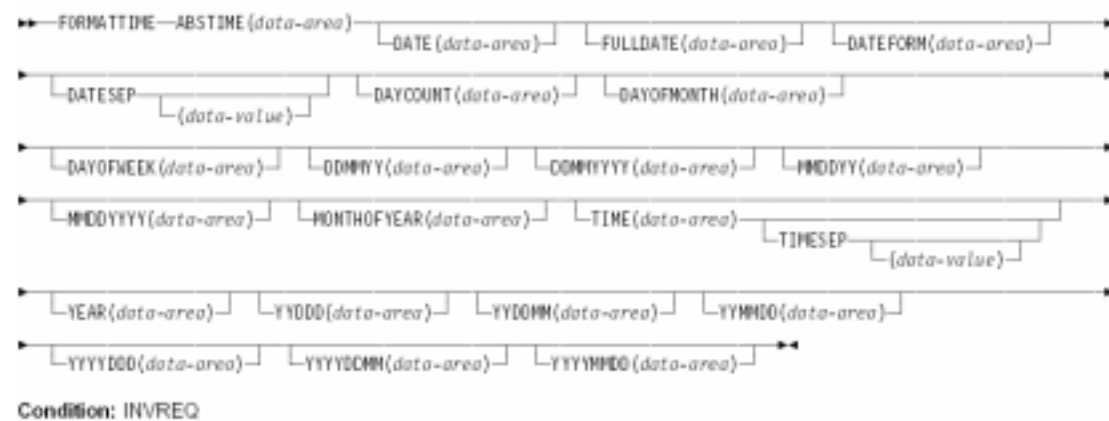 FORMATTIME ABSTIME(data-area) DATE(data-area) FULLDATE(data-area) DATEFORM(data-area)
DATESEP (data-value) DAYCOUNT(data-area) DAYOFMONTH(data-area)
DAYOFWEEK(data-area) DDMMYY(data-area) DDMMYYYY(data-area) MMDDYY(data-area)
MMDDYYYY(data-area) MONTHOFYEAR(data-area) TIME(data-area) TIMESEP (data-value)
YEAR(data-area) YYDDD(data-area) YYDDMM(data-area) YYMMDD(data-area)
YYYYDDD(data-area) YYYYDDMM(data-area) YYYYMMDD(data-area)
Condition: INVREQ